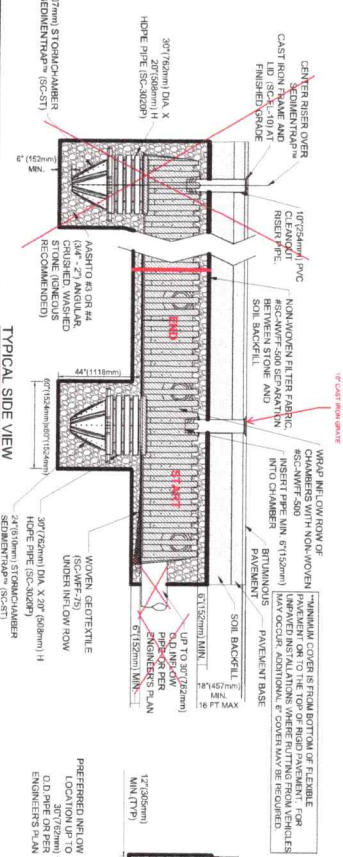 CENTER RISER OVER
SEDIMENTRAP™
CAST IRON FRAME AND
LID (SC-FL-10) AT
FINISHED GRADE
10"(254mm) PVC
CLEANOUT
RISER PIPE.
NON-WOVEN FILTER FABRIC,
#SC-NWFF-500 SEPARATION
BETWEEN STONE AND
SOIL BACKFILL
10" CAST IRON GRATE
WRAP INFLOW ROW OF
CHAMBERS WITH NON-WOVEN
#SC-NWFF-500
INSERT PIPE MIN. 6"(152mm)
INTO CHAMBER
BITUMINOUS
PAVEMENT
PAVEMENT BASE
**MINIMUM COVER IS FROM BOTTOM OF FLEXIBLE
PAVEMENT OR TO THE TOP OF RIGID PAVEMENT. FOR
UNPAVED INSTALLATIONS WHERE RUTTING FROM VEHICLES
MAY OCCUR, ADDITIONAL 6" COVER MAY BE REQUIRED.
SOIL BACKFILL
18"(457mm)
MIN.
16 FT MAX
6"(152mm) MIN.
30"(762mm) DIA. X
20"(508mm) H
HDPE PIPE (SC-3020P)
END
START
UP TO 30"(762mm)
O.D INFLOW
PIPE OR PER
ENGINEER'S PLAN
6"(152mm) MIN.
7mm) STORMCHAMBER
SEDIMENTRAP™ (SC-ST)
6" (152mm)
MIN.
AASHTO #3 OR #4
(3/4" - 2") ANGULAR,
CRUSHED, WASHED
STONE (IGNEOUS
RECOMMENDED)
44"(1118mm)
60"(1524mm)x60"(1524mm)
WOVEN GEOTEXTILE
(SC-WFF-75)
UNDER INFLOW ROW
30"(762mm) DIA. X 20" (508mm) H
HDPE PIPE (SC-3020P)
24"(610mm) STORMCHAMBER
SEDIMENTRAP™ (SC-ST)
TYPICAL SIDE VIEW
12"(305mm)
MIN.(TYP)
PREFERRED INFLOW
LOCATION UP TO
30"(762mm)
O.D.PIPE OR PER
ENGINEER'S PLAN